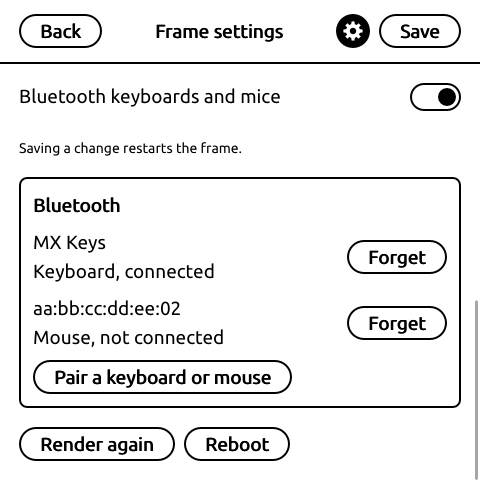 Back
Frame settings
Save
Bluetooth keyboards and mice
Saving a change restarts the frame.
Bluetooth
MX Keys
Keyboard, connected
Forget
aa:bb:cc:dd:ee:02
Mouse, not connected
Forget
Pair a keyboard or mouse
Render again
Reboot